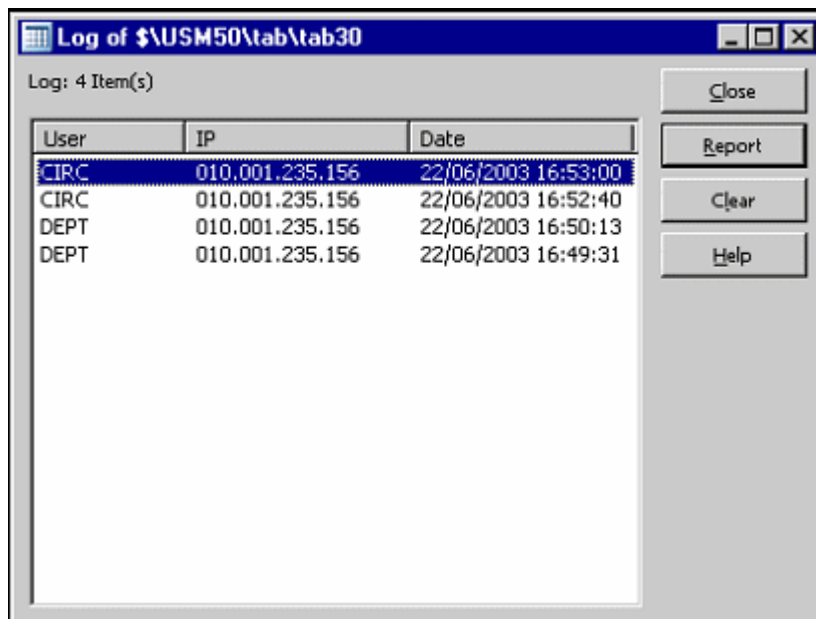 Log of $\USM50\tab\tab30
Log: 4 Item(s)
Close
User IP Date
Report
CIRC 010.001.235.156 22/06/2003 16:53:00
CIRC 010.001.235.156 22/06/2003 16:52:40
Clear
DEPT 010.001.235.156 22/06/2003 16:50:13
DEPT 010.001.235.156 22/06/2003 16:49:31
Help